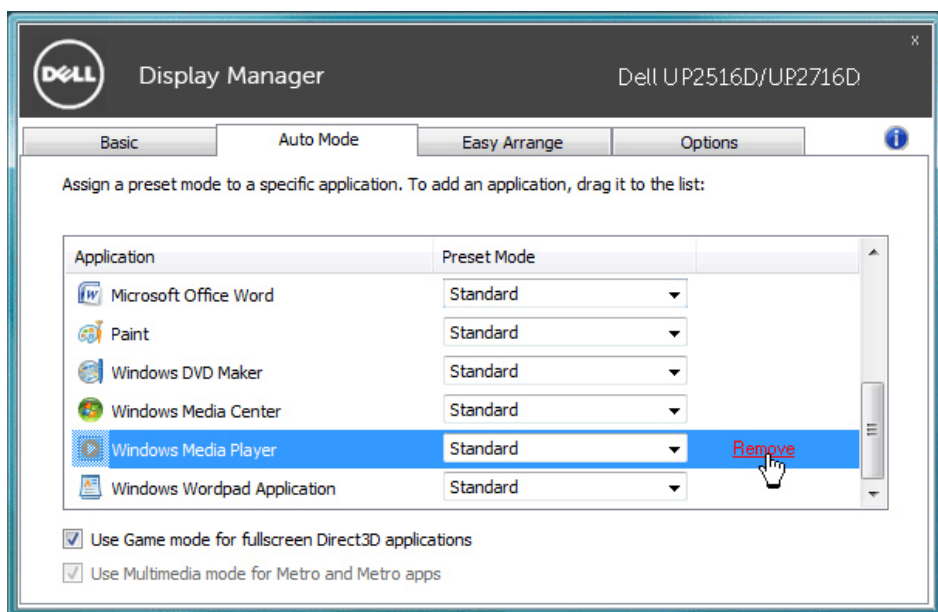 x
DELL
Display Manager
Dell UP2516D/UP2716D
Basic
Auto Mode
Easy Arrange
Options
i
Assign a preset mode to a specific application. To add an application, drag it to the list:
Application Preset Mode
Microsoft Office Word Standard
Paint Standard
Windows DVD Maker Standard
Windows Media Center Standard
Windows Media Player Standard Remove
Windows Wordpad Application Standard
Use Game mode for fullscreen Direct3D applications
Use Multimedia mode for Metro and Metro apps